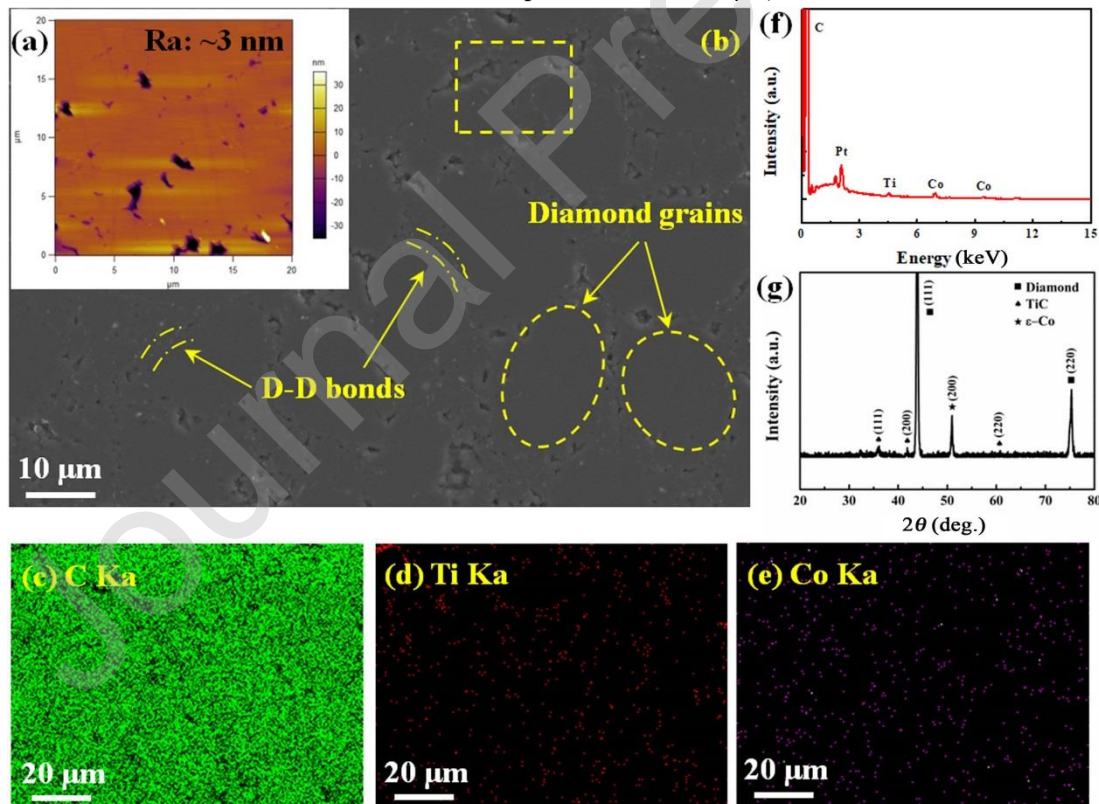 (a)
Ra: ~3 nm
20
15
10
5
0
μm
0
5
10
15
20
μm
nm
30
20
10
0
-10
-20
-30
(b)
Diamond grains
D-D bonds
10 μm
(f)
C
Pt
Ti
Co
Co
Intensity (a.u.)
0
3
6
9
12
15
Energy (keV)
(g)
(111)
■ Diamond
♠ TiC
★ ε–Co
(111)
(200)
(200)
(220)
(220)
Intensity (a.u.)
20
30
40
50
60
70
80
2θ (deg.)
(c) C Ka
20 μm
(d) Ti Ka
20 μm
(e) Co Ka
20 μm
Journal Pre